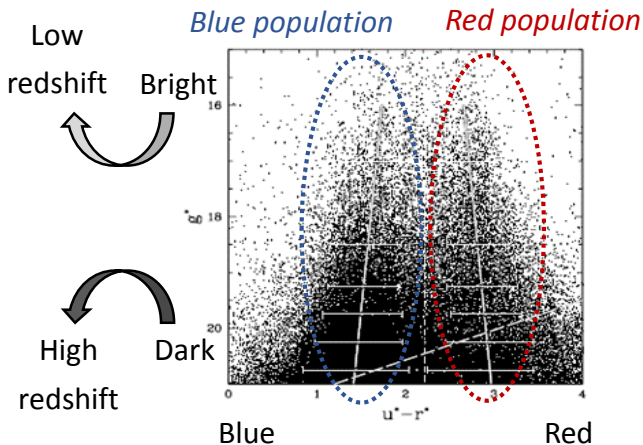 Blue population
Red population
Low
redshift
Bright
16
18
20
g*
High
redshift
Dark
0
1
2
3
4
u*-r*
Blue
Red